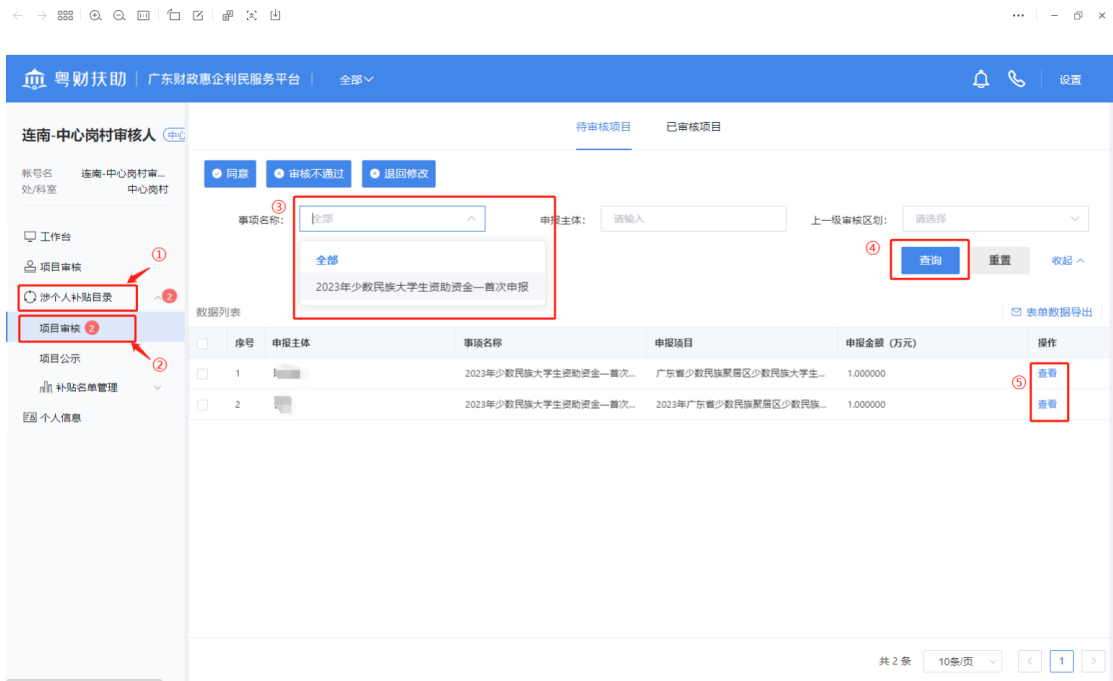 粤财扶助 广东财政惠企利民服务平台 全部 设置
连南-中心岗村审核人
帐号名 连南-中心岗村审...
处/科室 中心岗村
工作台
项目审核
①
涉个人补贴目录 2
项目审核 2
②
项目公示
补贴名单管理
个人信息
待审核项目 已审核项目
同意 审核不通过 退回修改
③
事项名称: 全部 申报主体: 请输入 上一级审核区划: 请选择
全部
2023年少数民族大学生资助资金—首次申报
④
查询 重置 收起
数据列表 表单数据导出
序号 申报主体 事项名称 申报项目 申报金额 (万元) 操作
1 2023年少数民族大学生资助资金—首次... 广东省少数民族聚居区少数民族大学生... 1.000000 查看
⑤
2 2023年少数民族大学生资助资金—首次... 2023年广东省少数民族聚居区少数民族... 1.000000 查看
共 2 条 10条/页 1